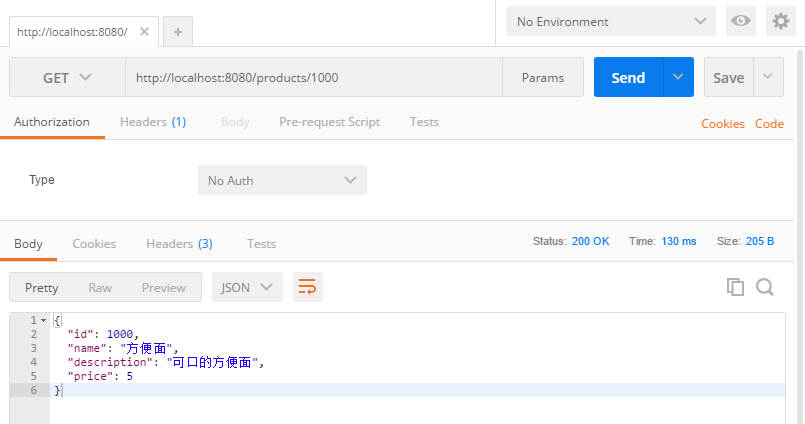 http://localhost:8080/ No Environment
GET http://localhost:8080/products/1000 Params Send Save
Authorization Headers (1) Body Pre-request Script Tests Cookies Code
Type No Auth
Body Cookies Headers (3) Tests Status: 200 OK Time: 130 ms Size: 205 B
Pretty Raw Preview JSON
1 {
2 "id": 1000,
3 "name": "方便面",
4 "description": "可口的方便面",
5 "price": 5
6 }